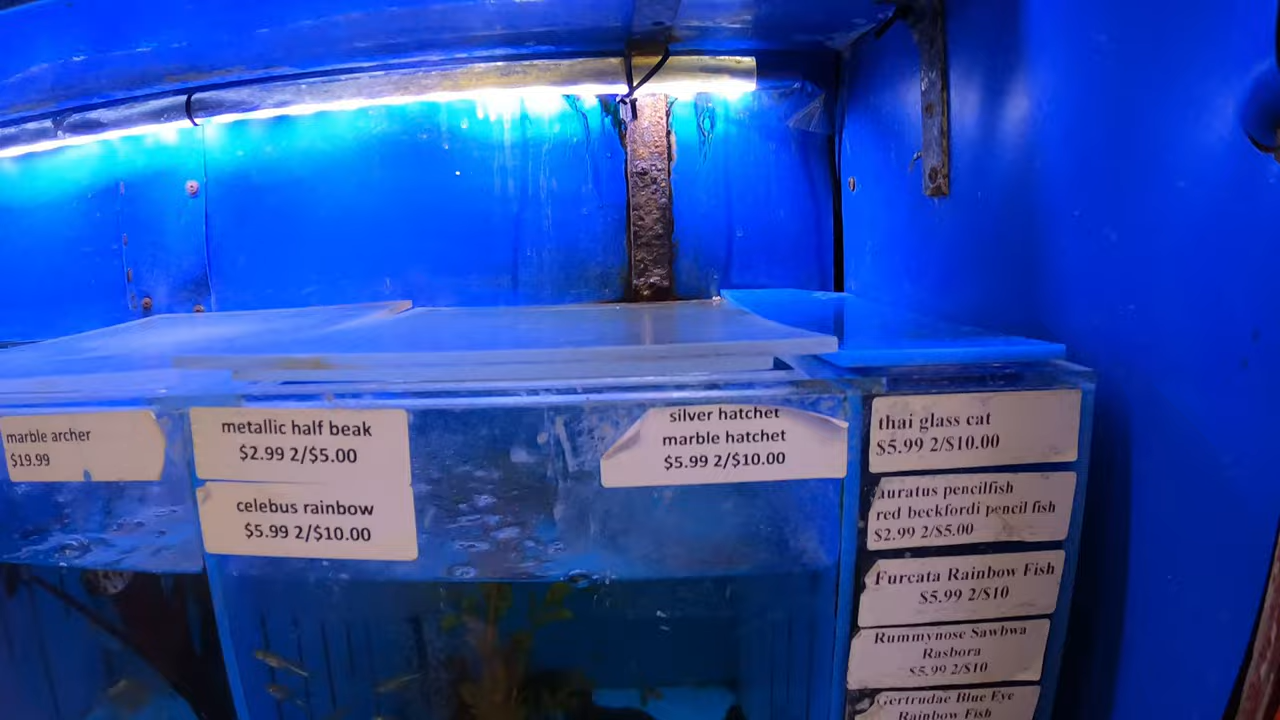 marble archer
$19.99
metallic half beak
$2.99 2/$5.00
celebus rainbow
$5.99 2/$10.00
silver hatchet
marble hatchet
$5.99 2/$10.00
thai glass cat
$5.99 2/$10.00
auratus pencilfish
red beckfordi pencil fish
$2.99 2/$5.00
Furcata Rainbow Fish
$5.99 2/$10
Rummynose Sawbwa
Rasbora
$5.99 2/$10
Gertrudae Blue Eye
Rainbow Fish